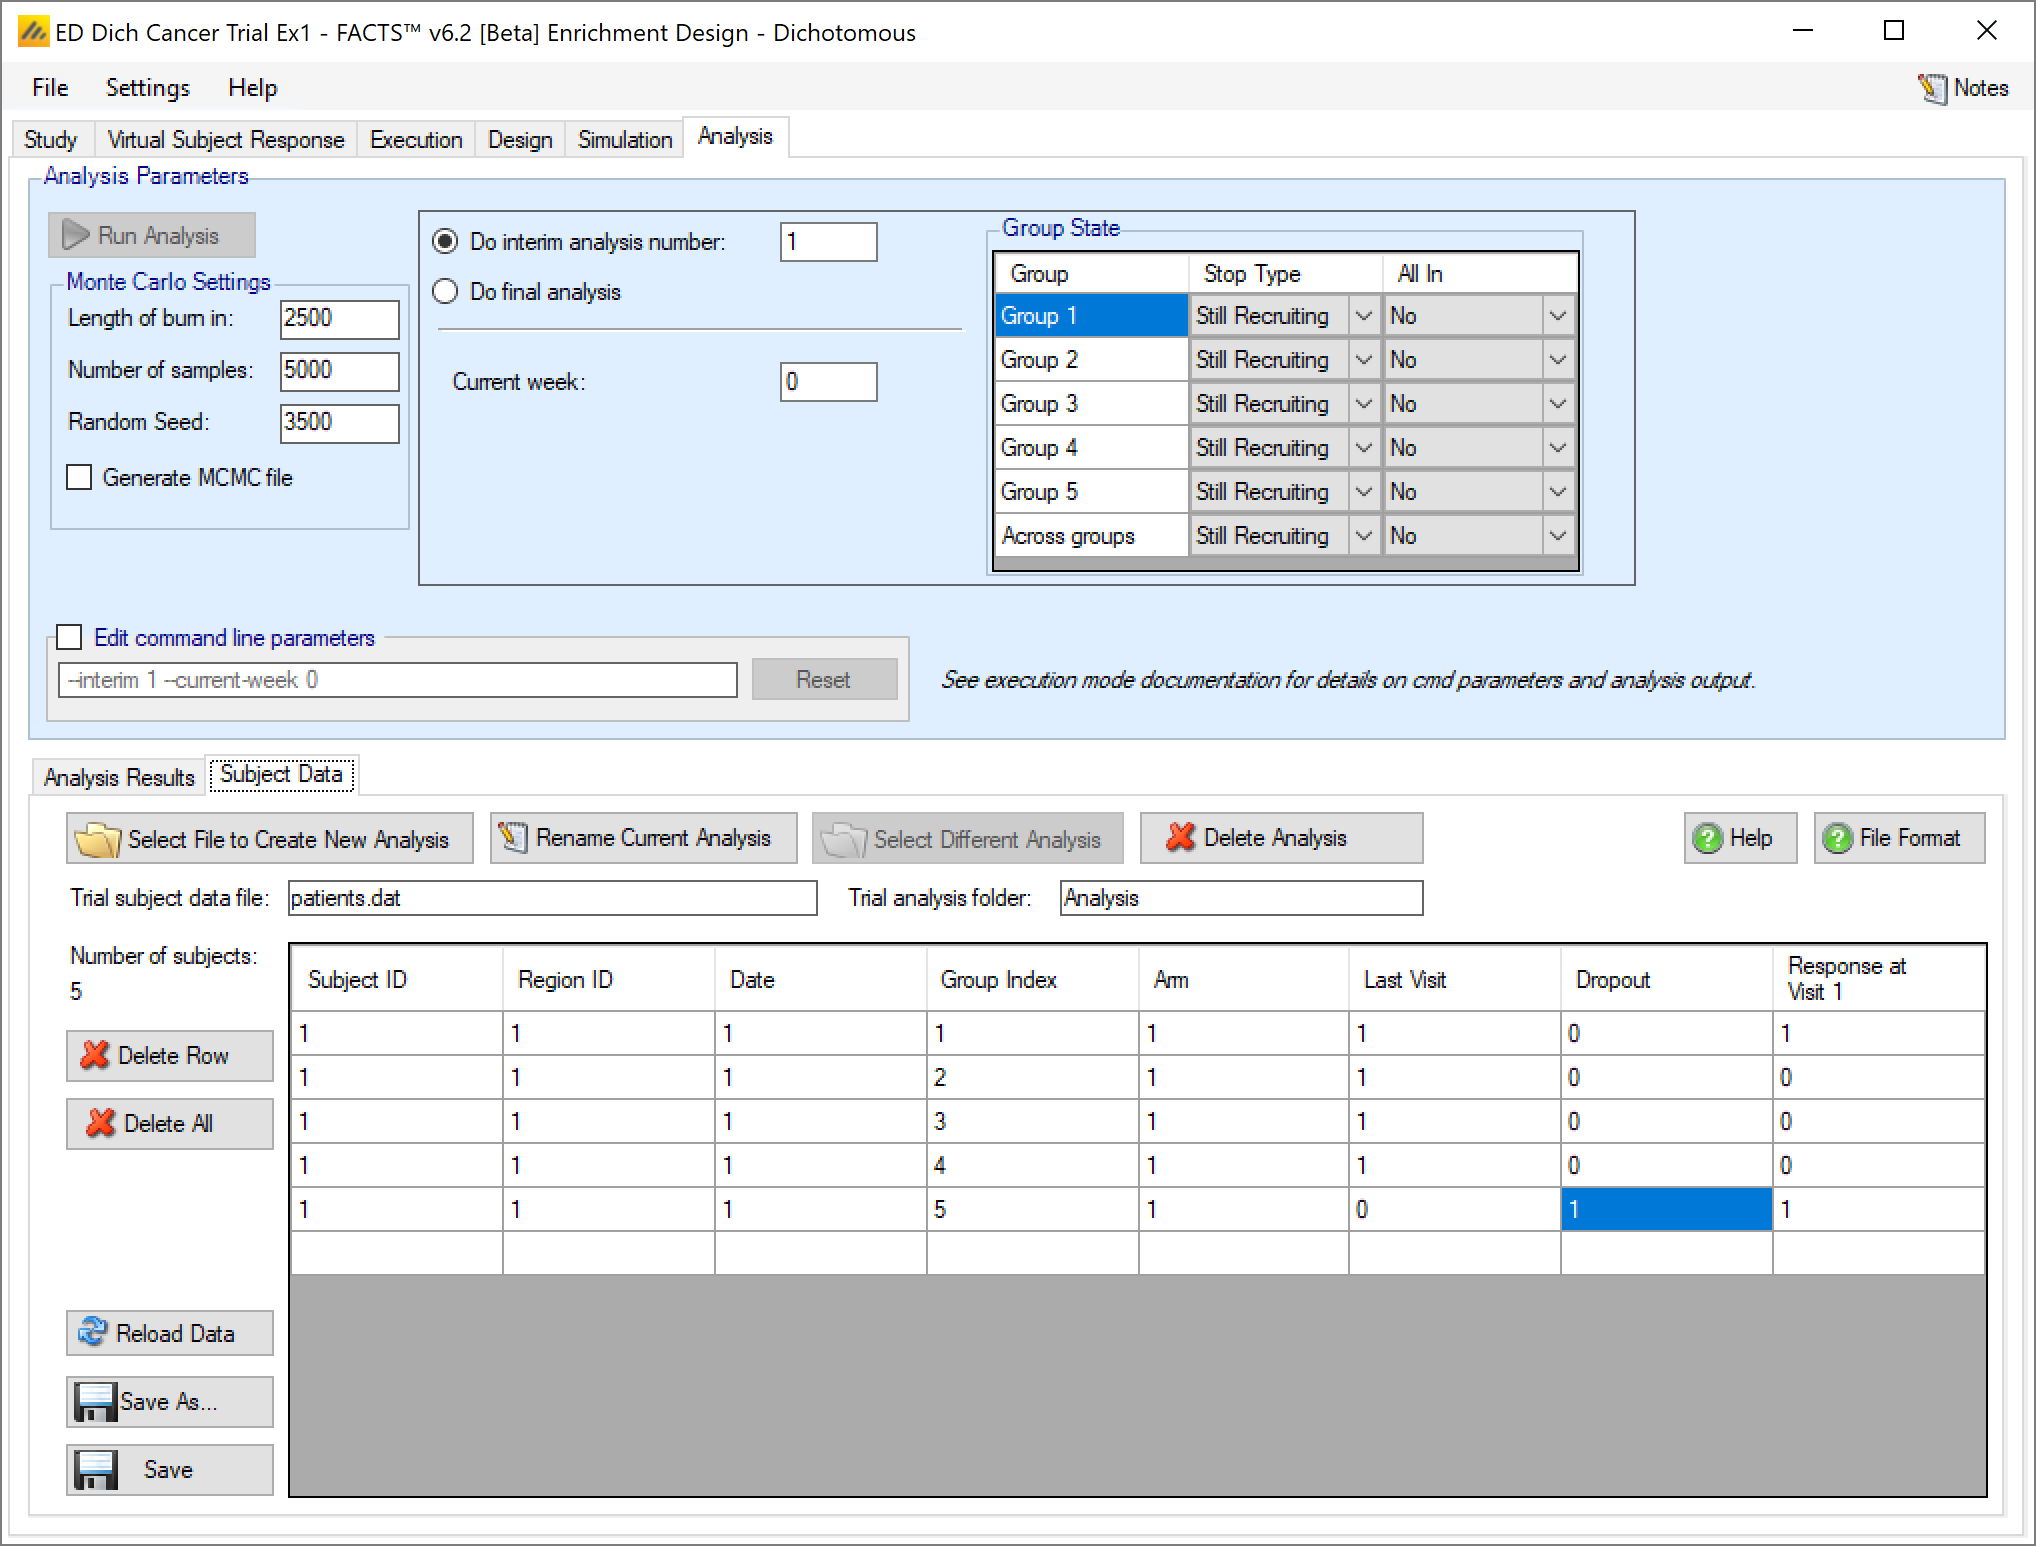 ED Dich Cancer Trial Ex1 - FACTS™ v6.2 [Beta] Enrichment Design - Dichotomous
File Settings Help Notes
Study Virtual Subject Response Execution Design Simulation Analysis
Analysis Parameters
Run Analysis
Monte Carlo Settings
Length of burn in: 2500
Number of samples: 5000
Random Seed: 3500
Generate MCMC file
Do interim analysis number: 1
Do final analysis
Current week: 0
Group State
Group Stop Type All In
Group 1 Still Recruiting No
Group 2 Still Recruiting No
Group 3 Still Recruiting No
Group 4 Still Recruiting No
Group 5 Still Recruiting No
Across groups Still Recruiting No
Edit command line parameters
--interim 1 --current-week 0
Reset
See execution mode documentation for details on cmd parameters and analysis output.
Analysis Results Subject Data
Select File to Create New Analysis Rename Current Analysis Select Different Analysis Delete Analysis Help File Format
Trial subject data file: patients.dat Trial analysis folder: Analysis
Number of subjects:
5
Delete Row
Delete All
Reload Data
Save As...
Save
Subject ID Region ID Date Group Index Arm Last Visit Dropout Response at
Visit 1
1 1 1 1 1 1 0 1
1 1 1 2 1 1 0 0
1 1 1 3 1 1 0 0
1 1 1 4 1 1 0 0
1 1 1 5 1 0 1 1